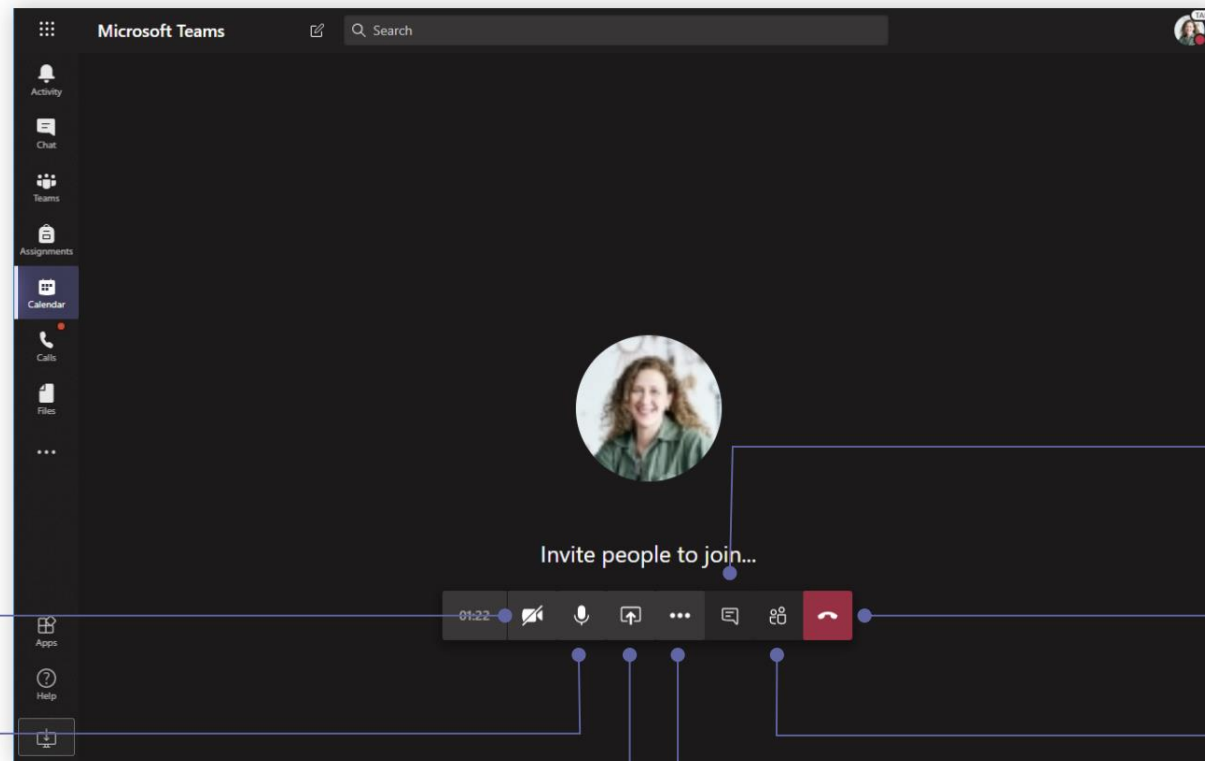 Microsoft Teams
Search
Activity
Chat
Teams
Assignments
Calendar
Calls
Files
Invite people to join...
01:22
Apps
Help